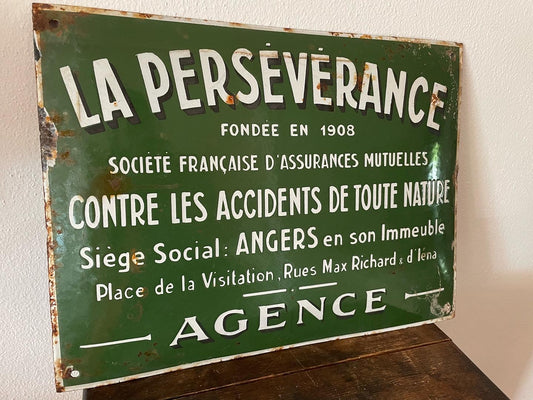 LA PERSÉVÉRANCE
FONDÉE EN 1908
SOCIÉTÉ FRANÇAISE D'ASSURANCES MUTUELLES
CONTRE LES ACCIDENTS DE TOUTE NATURE
Siège Social: ANGERS en son Immeuble
Place de la Visitation, Rues Max Richard & d'Iéna
AGENCE